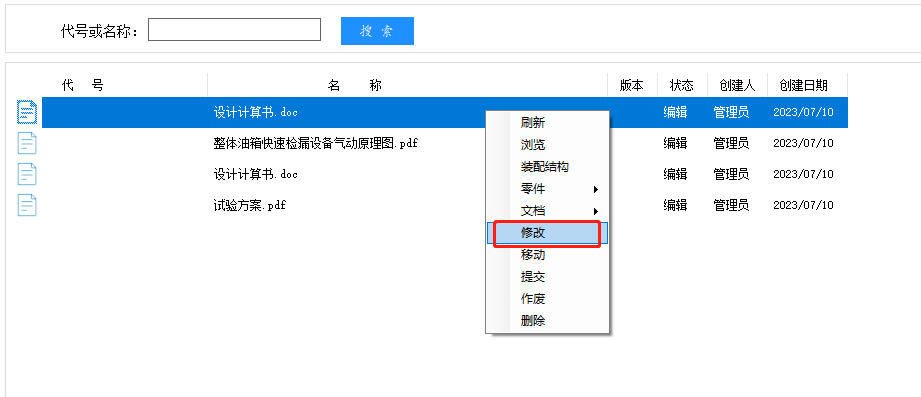 代号或名称：
搜 索
代 号 名 称 版本 状态 创建人 创建日期
设计计算书.doc 编辑 管理员 2023/07/10
整体油箱快速检漏设备气动原理图.pdf 编辑 管理员 2023/07/10
设计计算书.doc 编辑 管理员 2023/07/10
试验方案.pdf 编辑 管理员 2023/07/10
刷新
浏览
装配结构
零件
文档
修改
移动
提交
作废
删除